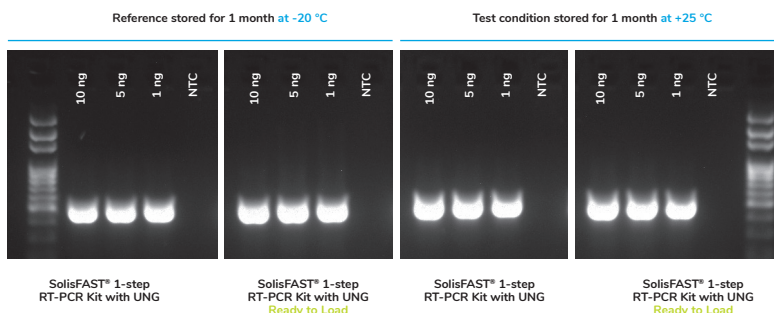 Reference stored for 1 month at -20 °C
Test condition stored for 1 month at +25 °C
10 ng
5 ng
1 ng
NTC
10 ng
5 ng
1 ng
NTC
10 ng
5 ng
1 ng
NTC
10 ng
5 ng
1 ng
NTC
SolisFAST® 1-step
RT-PCR Kit with UNG
SolisFAST® 1-step
RT-PCR Kit with UNG
Ready to Load
SolisFAST® 1-step
RT-PCR Kit with UNG
SolisFAST® 1-step
RT-PCR Kit with UNG
Ready to Load